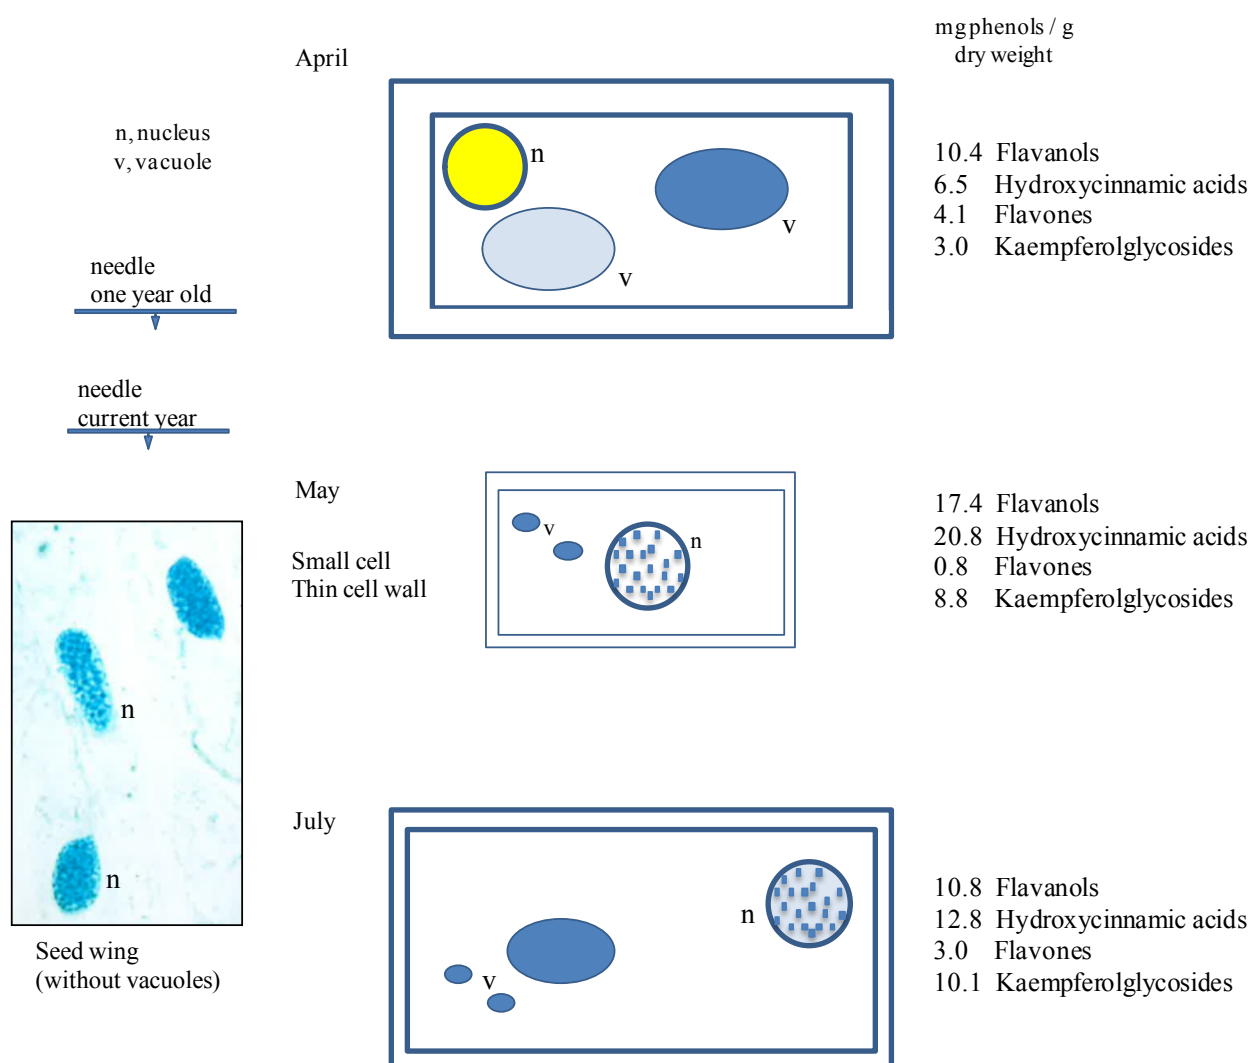 mg phenols / g
dry weight
April
n, nucleus
v, vacuole
n
v
v
10.4 Flavanols
6.5 Hydroxycinnamic acids
4.1 Flavones
3.0 Kaempferolglycosides
needle
one year old
needle
current year
May
Small cell
Thin cell wall
v
n
17.4 Flavanols
20.8 Hydroxycinnamic acids
0.8 Flavones
8.8 Kaempferolglycosides
n
n
Seed wing
(without vacuoles)
July
n
v
10.8 Flavanols
12.8 Hydroxycinnamic acids
3.0 Flavones
10.1 Kaempferolglycosides